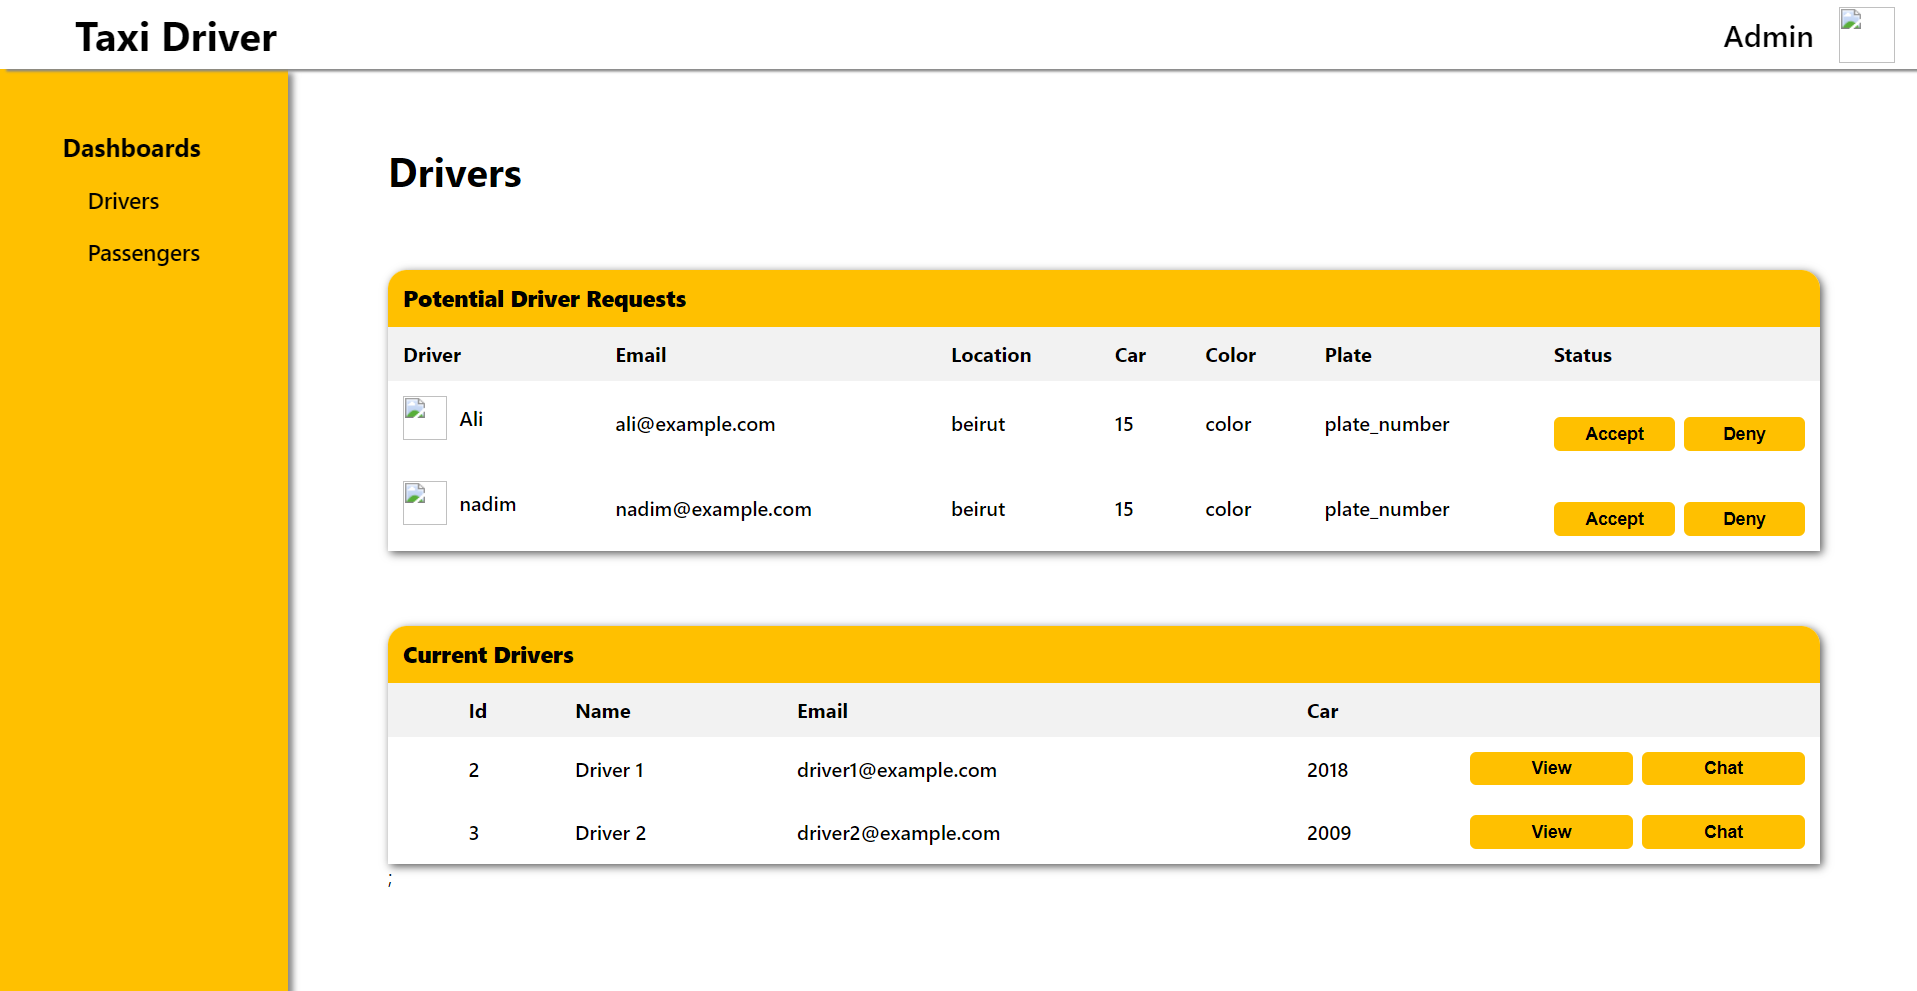 Taxi Driver Admin
Dashboards
Drivers
Passengers
Drivers
Potential Driver Requests
Driver Email Location Car Color Plate Status
Ali ali@example.com beirut 15 color plate_number Accept Deny
nadim nadim@example.com beirut 15 color plate_number Accept Deny
Current Drivers
Id Name Email Car
2 Driver 1 driver1@example.com 2018 View Chat
3 Driver 2 driver2@example.com 2009 View Chat
;